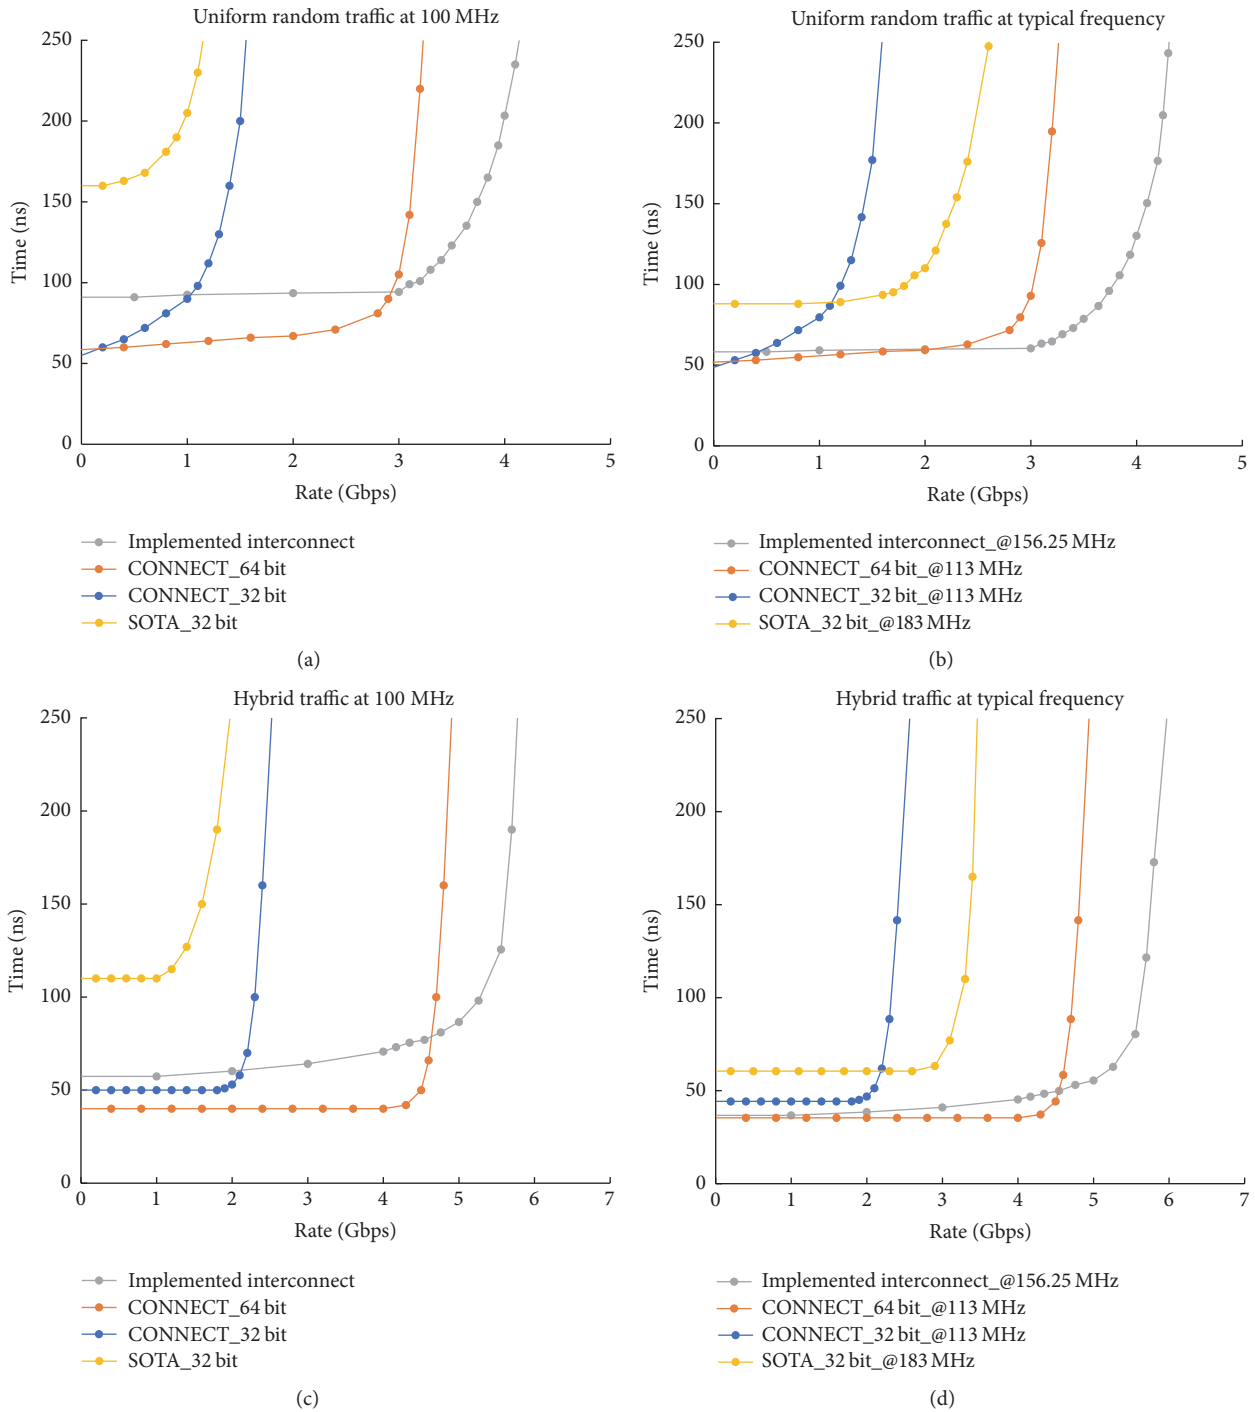 Uniform random traffic at 100 MHz
250
200
150
100
50
0
Time (ns)
0 1 2 3 4 5
Rate (Gbps)
Implemented interconnect
CONNECT_64 bit
CONNECT_32 bit
SOTA_32 bit
(a)
Uniform random traffic at typical frequency
250
200
150
100
50
0
Time (ns)
0 1 2 3 4 5
Rate (Gbps)
Implemented interconnect_@156.25 MHz
CONNECT_64 bit_@113 MHz
CONNECT_32 bit_@113 MHz
SOTA_32 bit_@183 MHz
(b)
Hybrid traffic at 100 MHz
250
200
150
100
50
0
Time (ns)
0 1 2 3 4 5 6 7
Rate (Gbps)
Implemented interconnect
CONNECT_64 bit
CONNECT_32 bit
SOTA_32 bit
(c)
Hybrid traffic at typical frequency
250
200
150
100
50
0
Time (ns)
0 1 2 3 4 5 6 7
Rate (Gbps)
Implemented interconnect_@156.25 MHz
CONNECT_64 bit_@113 MHz
CONNECT_32 bit_@113 MHz
SOTA_32 bit_@183 MHz
(d)